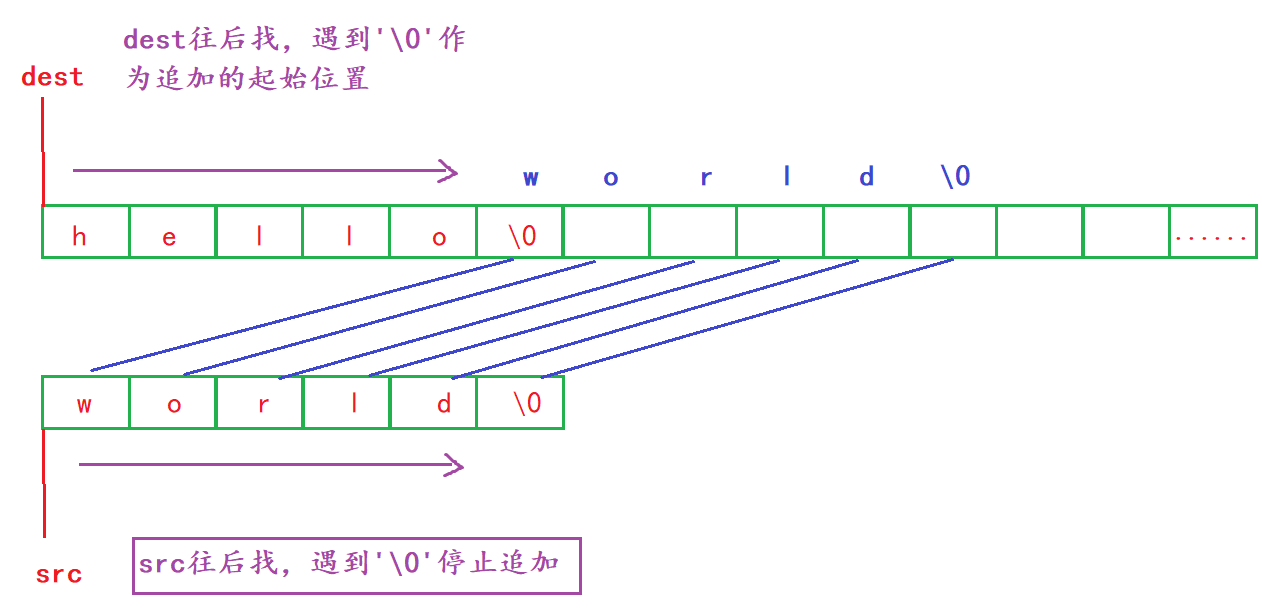 dest往后找，遇到'\0'作
dest 为追加的起始位置
w o r l d \0
h e l l o \0 ......
w o r l d \0
src往后找，遇到'\0'停止追加
src